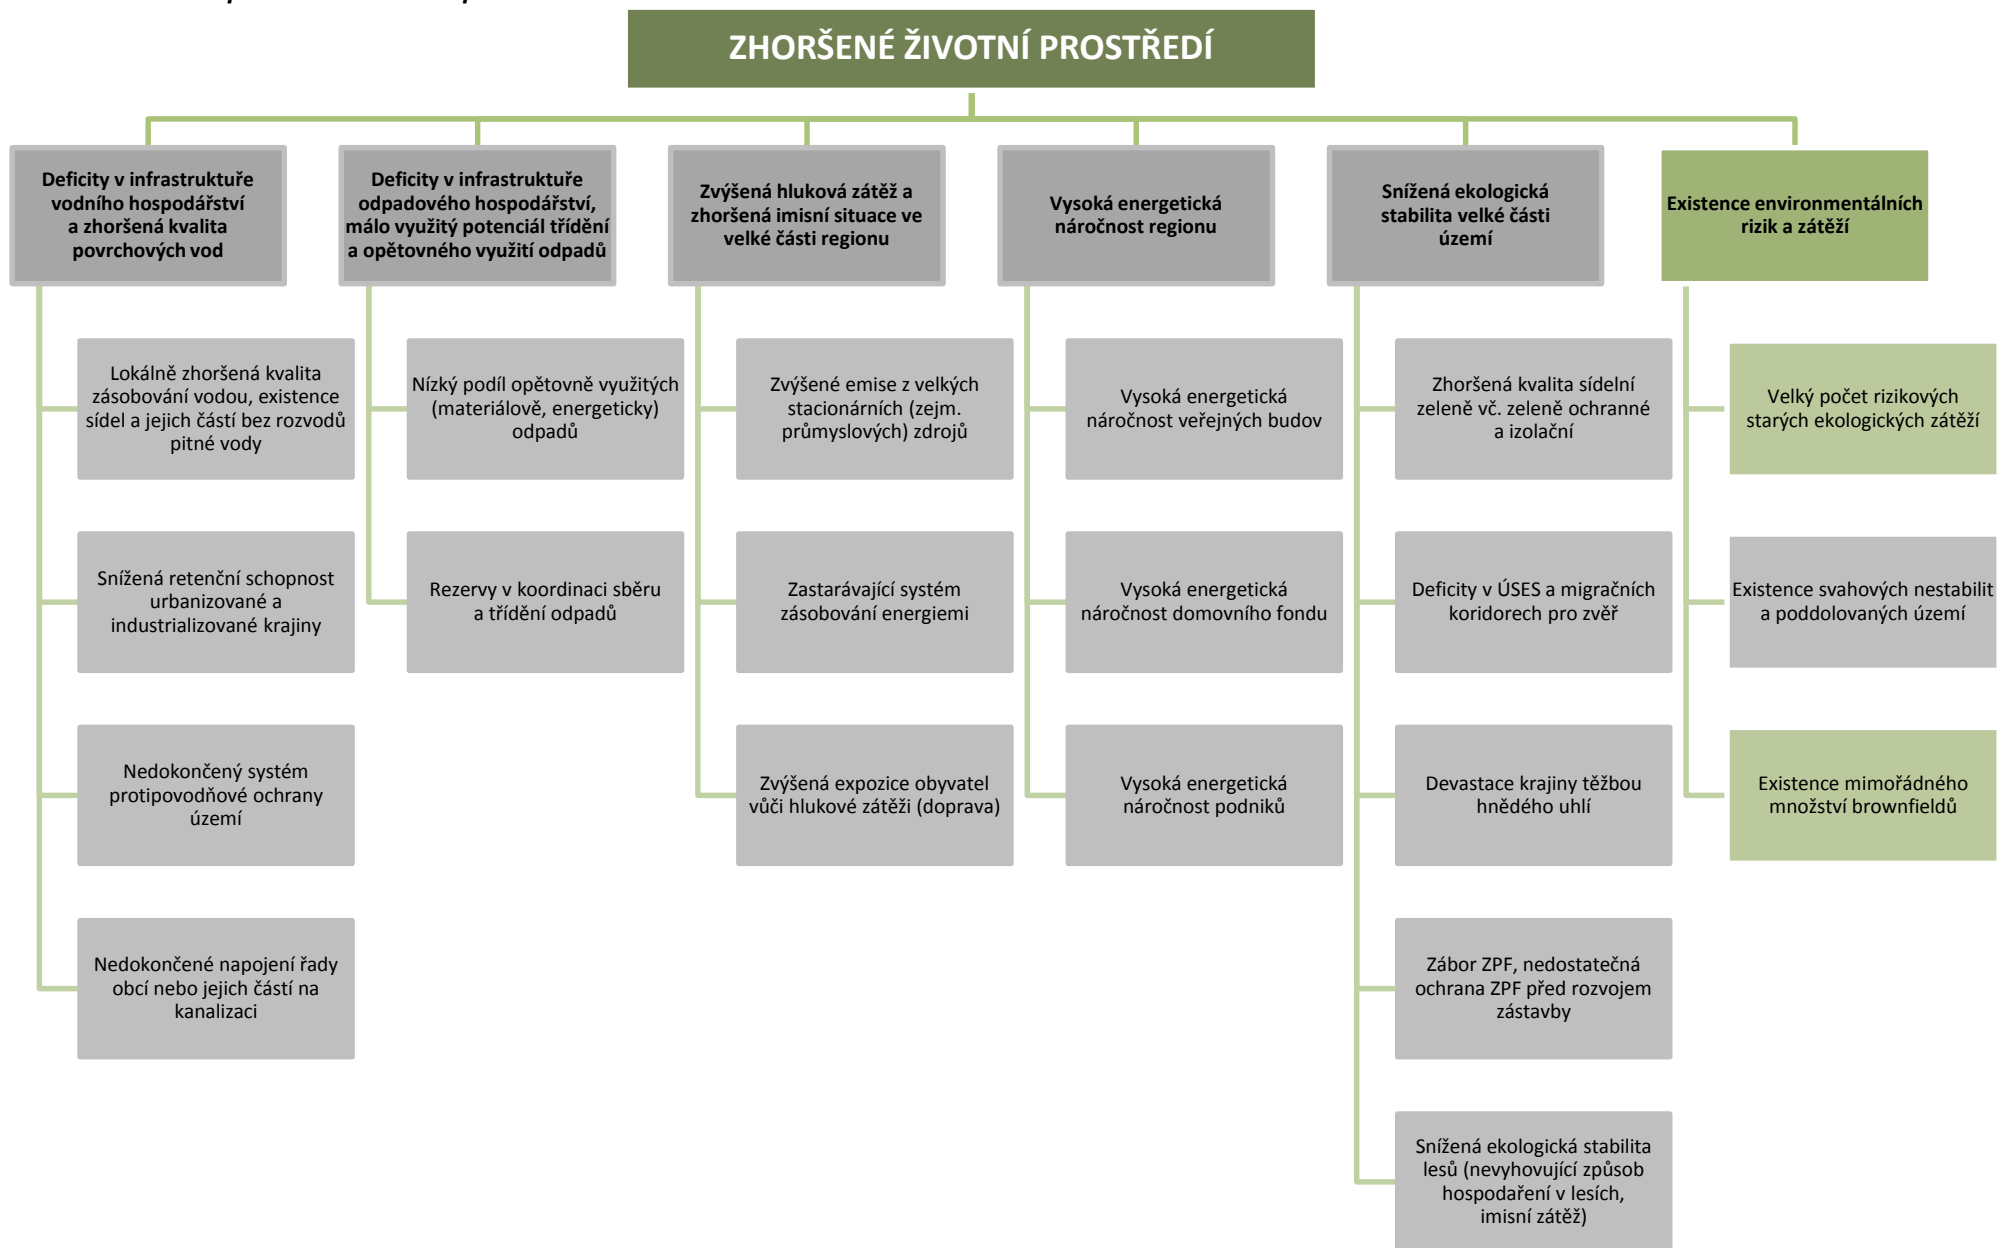 ZHORŠENÉ ŽIVOTNÍ PROSTŘEDÍ
Deficity v infrastruktuře
vodního hospodářství
a zhoršená kvalita
povrchových vod
Lokálně zhoršená kvalita
zásobování vodou, existence
sídel a jejich částí bez rozvodů
pitné vody
Snížená retenční schopnost
urbanizované a
industrializované krajiny
Nedokončený systém
protipovodňové ochrany
území
Nedokončené napojení řady
obcí nebo jejich částí na
kanalizaci
Deficity v infrastruktuře
odpadového hospodářství,
málo využitý potenciál třídění
a opětovného využití odpadů
Nízký podíl opětovně využitých
(materiálově, energeticky)
odpadů
Rezervy v koordinaci sběru
a třídění odpadů
Zvýšená hluková zátěž a
zhoršená imisní situace ve
velké části regionu
Zvýšené emise z velkých
stacionárních (zejm.
průmyslových) zdrojů
Zastarávající systém
zásobování energiemi
Zvýšená expozice obyvatel
vůči hlukové zátěži (doprava)
Vysoká energetická
náročnost regionu
Vysoká energetická
náročnost veřejných budov
Vysoká energetická
náročnost domovního fondu
Vysoká energetická
náročnost podniků
Snížená ekologická
stabilita velké části
území
Zhoršená kvalita sídelní
zeleně vč. zeleně ochranné
a izolační
Deficity v ÚSES a migračních
koridorech pro zvěř
Devastace krajiny těžbou
hnědého uhlí
Zábor ZPF, nedostatečná
ochrana ZPF před rozvojem
zástavby
Snížená ekologická stabilita
lesů (nevyhovující způsob
hospodaření v lesích,
imisní zátěž)
Existence environmentálních
rizik a zátěží
Velký počet rizikových
starých ekologických zátěží
Existence svahových nestabilit
a poddolovaných území
Existence mimořádného
množství brownfieldů